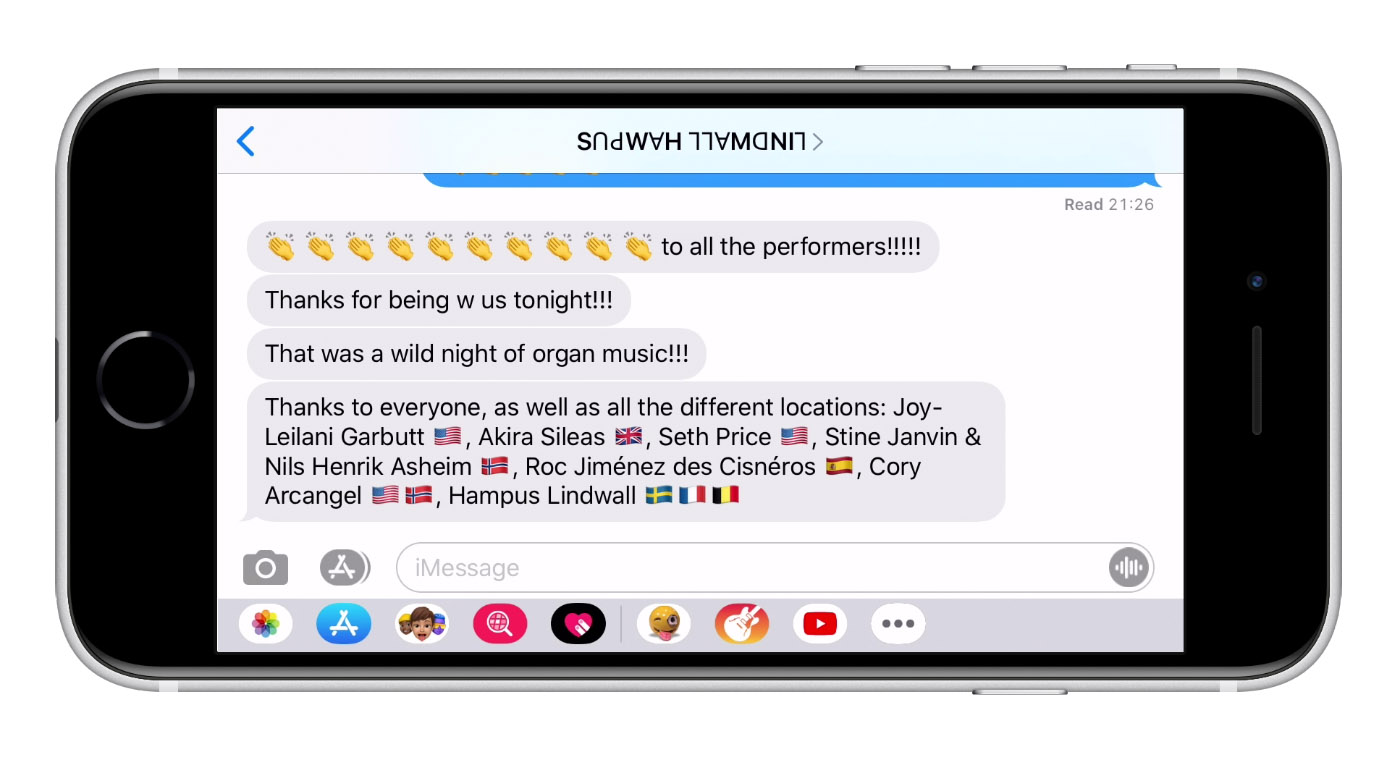 S∩ԀW∀H ⅂⅂∀MᗡNI⅂ >
Read 21:26
👏 👏 👏 👏 👏 👏 👏 👏 👏 👏 to all the performers!!!!!
Thanks for being w us tonight!!!
That was a wild night of organ music!!!
Thanks to everyone, as well as all the different locations: Joy-
Leilani Garbutt 🇺🇸, Akira Sileas 🇬🇧, Seth Price 🇺🇸, Stine Janvin &
Nils Henrik Asheim 🇳🇴, Roc Jiménez des Cisnéros 🇪🇸, Cory
Arcangel 🇺🇸🇳🇴, Hampus Lindwall 🇸🇪🇫🇷🇧🇪
iMessage